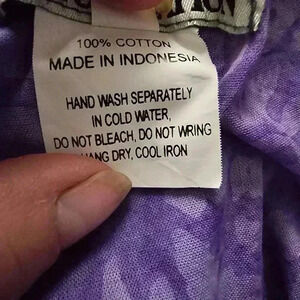 100% COTTON
MADE IN INDONESIA
HAND WASH SEPARATELY
IN COLD WATER,
DO NOT BLEACH, DO NOT WRING
HANG DRY, COOL IRON